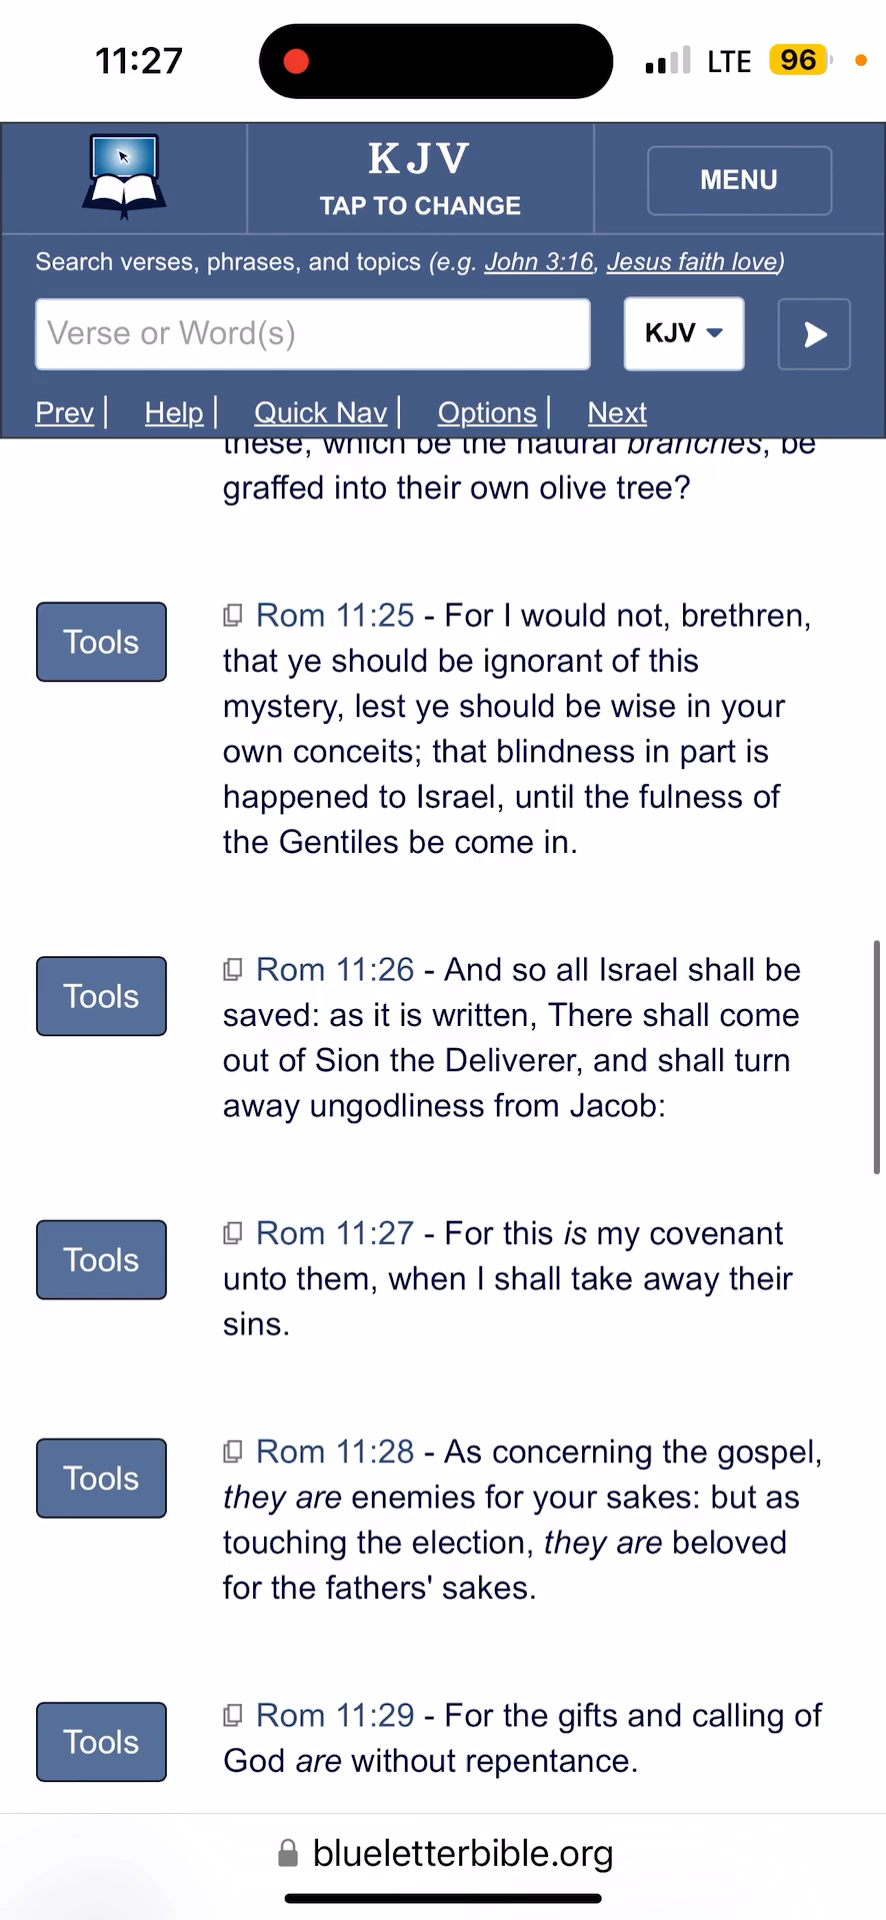 11:27
LTE 96
KJV
TAP TO CHANGE
MENU
Search verses, phrases, and topics (e.g. John 3:16, Jesus faith love)
Verse or Word(s)
KJV
Prev | Help | Quick Nav | Options | Next
these, which be the natural branches, be
graffed into their own olive tree?
Tools
Rom 11:25 - For I would not, brethren,
that ye should be ignorant of this
mystery, lest ye should be wise in your
own conceits; that blindness in part is
happened to Israel, until the fulness of
the Gentiles be come in.
Tools
Rom 11:26 - And so all Israel shall be
saved: as it is written, There shall come
out of Sion the Deliverer, and shall turn
away ungodliness from Jacob:
Tools
Rom 11:27 - For this is my covenant
unto them, when I shall take away their
sins.
Tools
Rom 11:28 - As concerning the gospel,
they are enemies for your sakes: but as
touching the election, they are beloved
for the fathers' sakes.
Tools
Rom 11:29 - For the gifts and calling of
God are without repentance.
blueletterbible.org